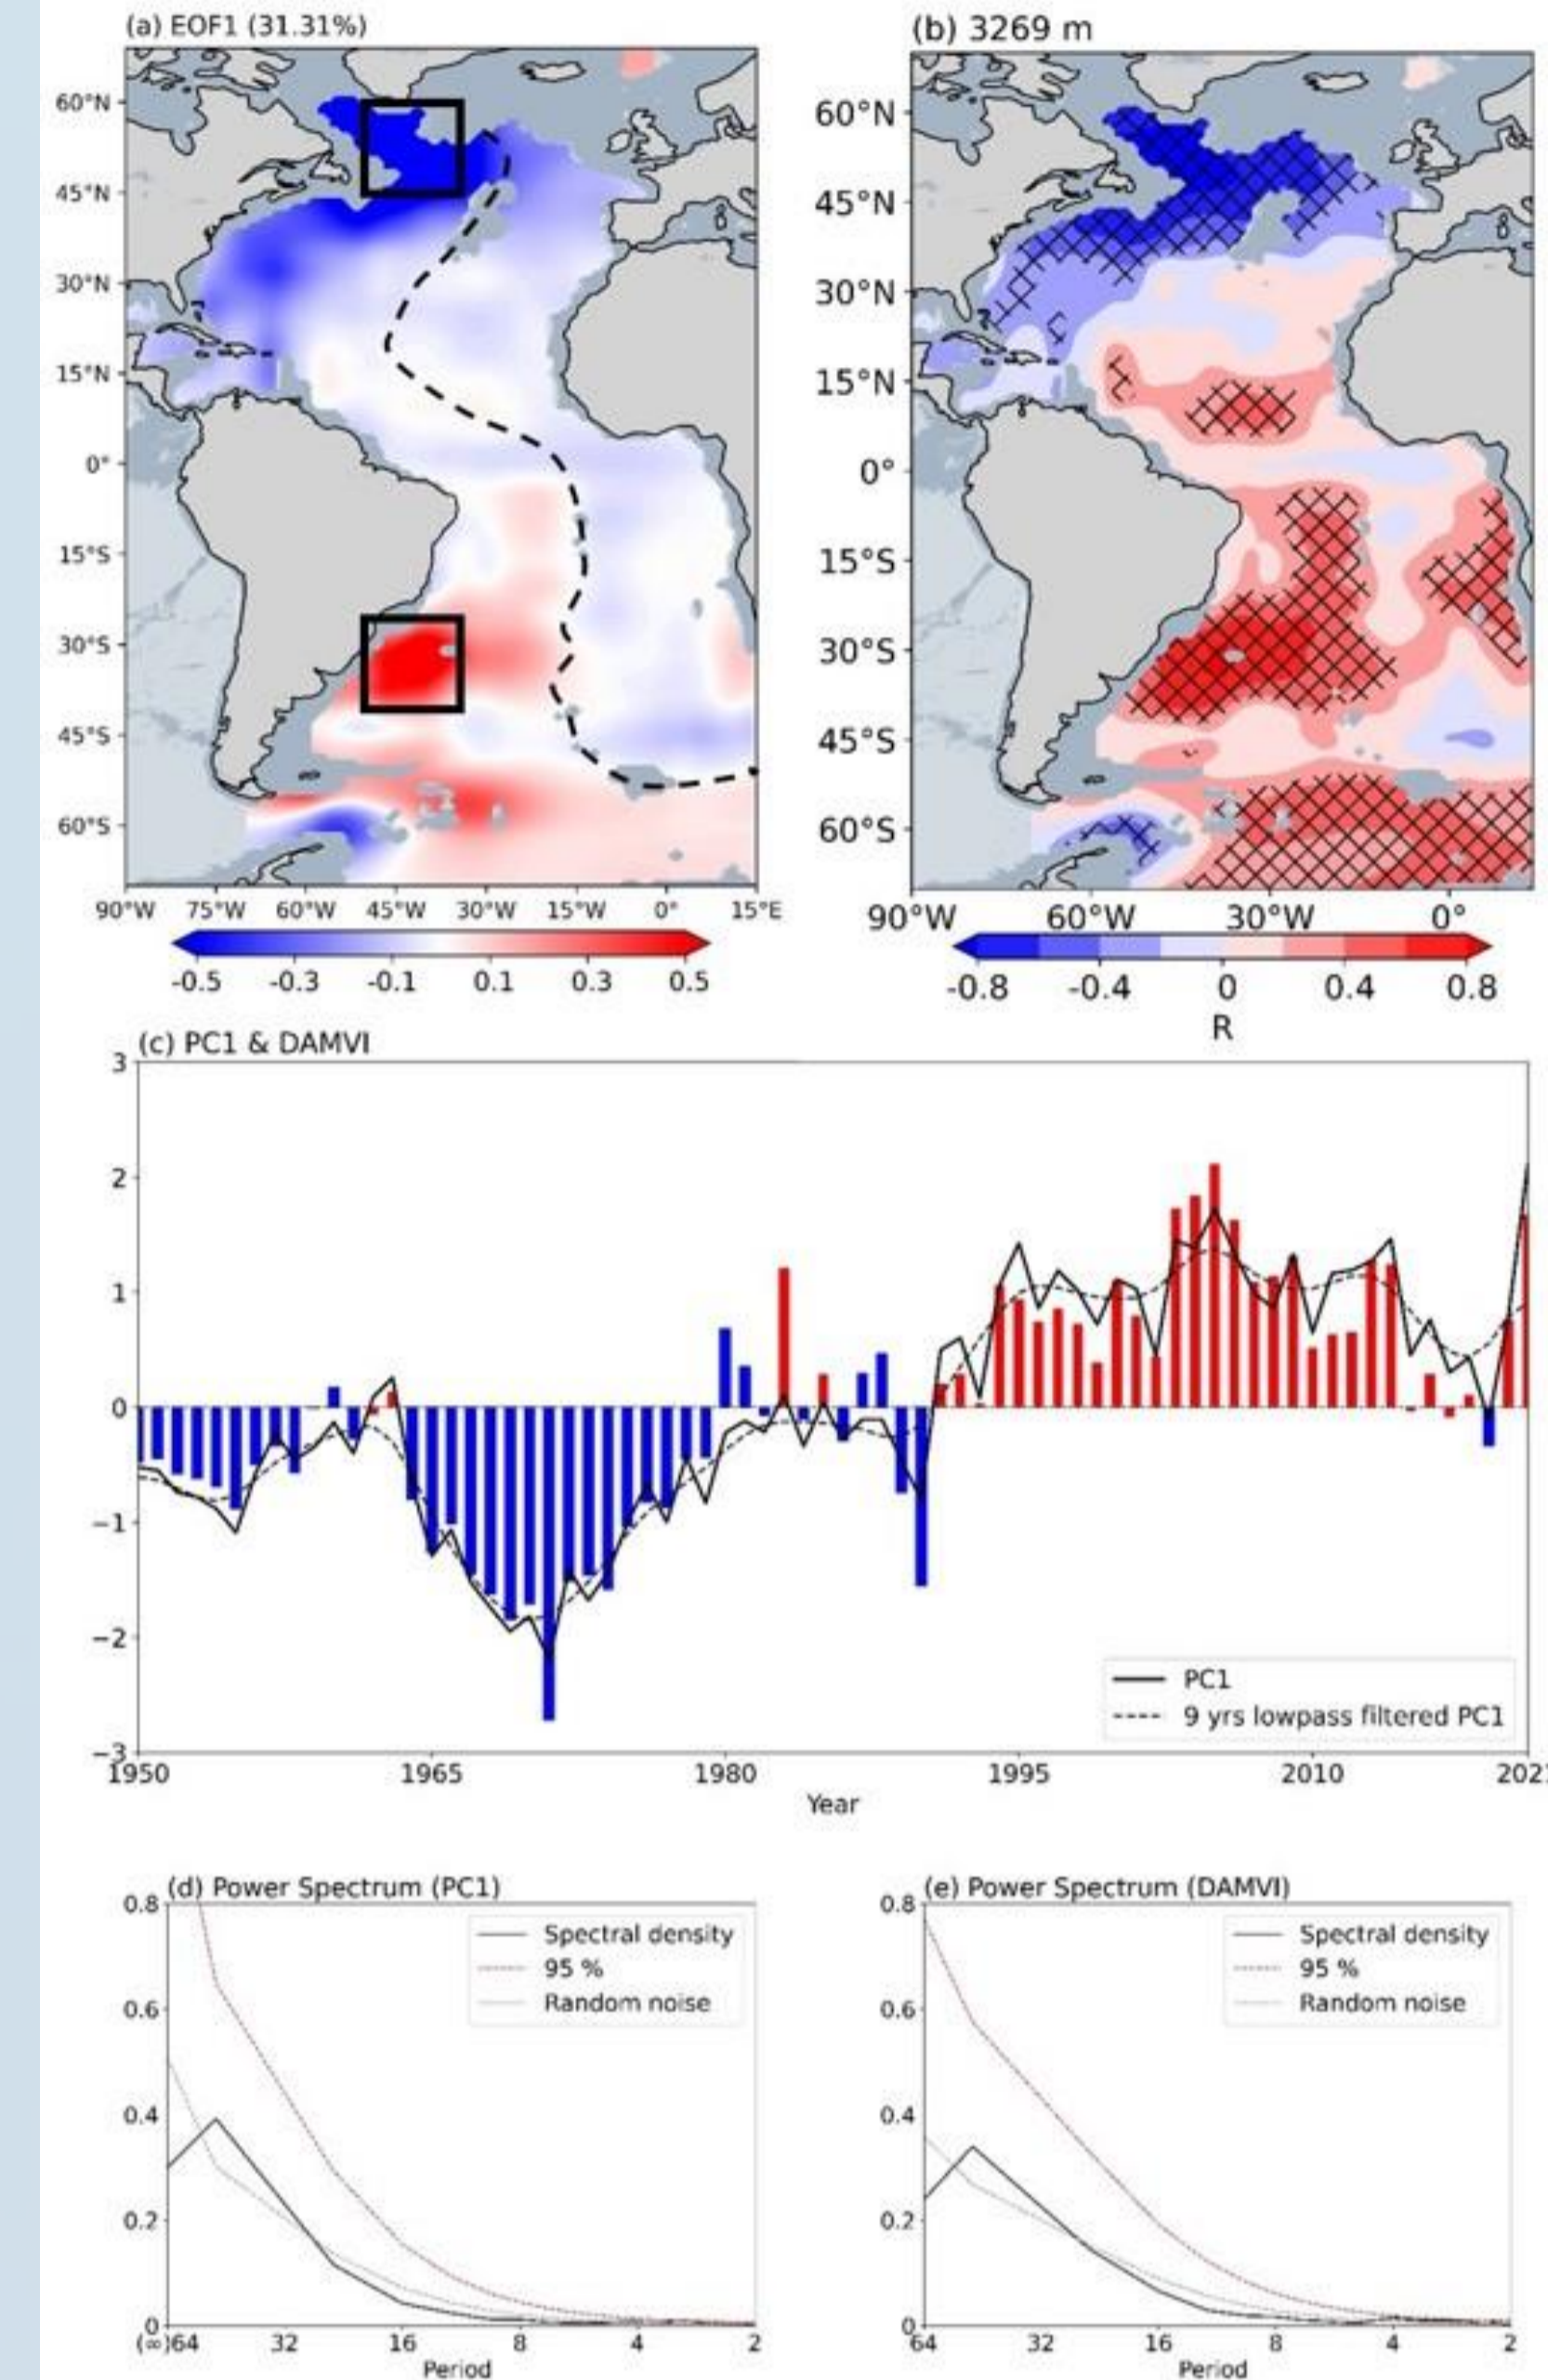 (a) EOF1 (31.31%)
60°N
45°N
30°N
15°N
0°
15°S
30°S
45°S
60°S
90°W 75°W 60°W 45°W 30°W 15°W 0° 15°E
-0.5 -0.3 -0.1 0.1 0.3 0.5
(b) 3269 m
60°N
45°N
30°N
15°N
0°
15°S
30°S
45°S
60°S
90°W 60°W 30°W 0°
-0.8 -0.4 0 0.4 0.8
R
(c) PC1 & DAMVI
3
2
1
0
−1
−2
−3
PC1
9 yrs lowpass filtered PC1
1950 1965 1980 1995 2010 202
Year
(d) Power Spectrum (PC1)
0.8
0.6
0.4
0.2
0
Spectral density
95 %
Random noise
(∞)64 32 16 8 4 2
Period
(e) Power Spectrum (DAMVI)
0.8
0.6
0.4
0.2
0
Spectral density
95 %
Random noise
64 32 16 8 4 2
Period